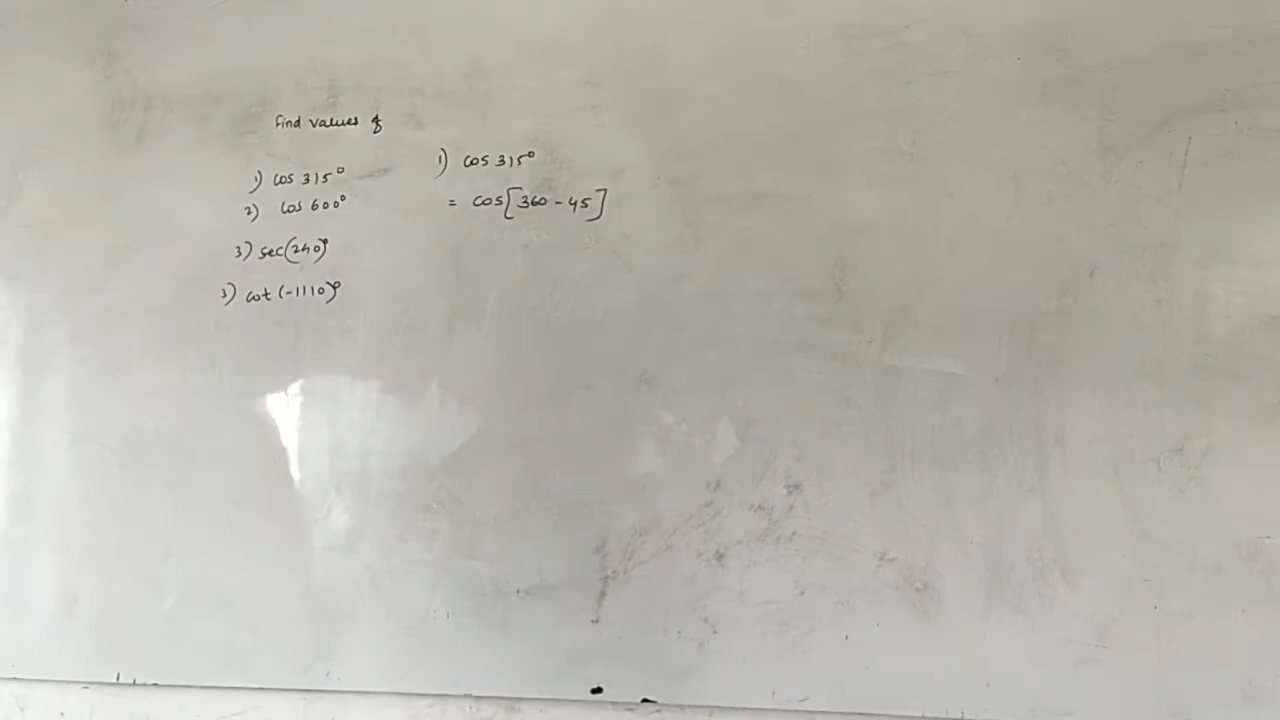 find values of
1) cos 315°
2) cos 600°
3) sec(240)°
3) cot (-1110)°
1) cos 315°
= cos[360 - 45]